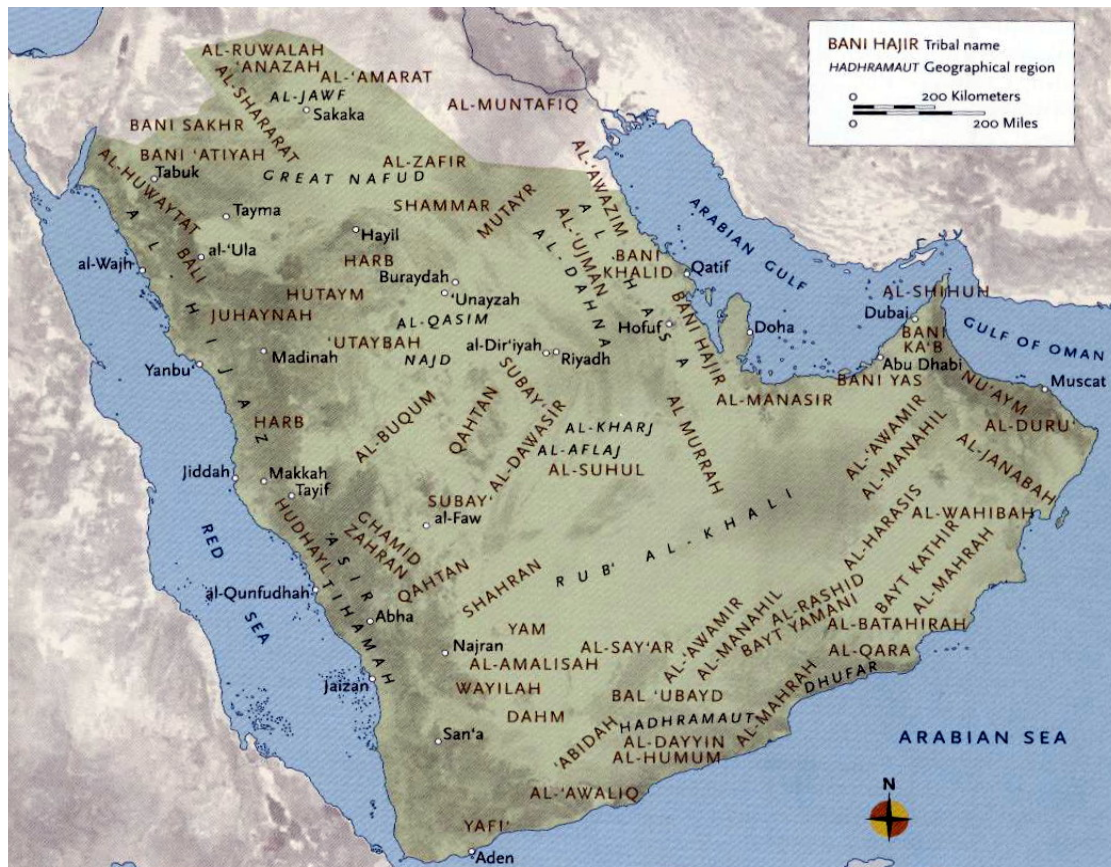 BANI HAJIR Tribal name
HADHRAMAUT Geographical region
0 200 Kilometers
0 200 Miles
AL-RUWALAH
'ANAZAH
AL-'AMARAT
AL-SHARARAT
AL-JAWF
Sakaka
AL-MUNTAFIQ
BANI SAKHR
BANI 'ATIYAH
AL-ZAFIR
AL-HUWAYTAT
Tabuk
GREAT NAFUD
AL-'AWAZIM
SHAMMAR
MUTAYR
Tayma
Hayil
AL-'UJMAN
AL-DAHNA
AL HASA
ARABIAN GULF
AL HIJAZ
BALI
al-'Ula
al-Wajh
HARB
BANI
KHALID
Qatif
Buraydah
'Unayzah
HUTAYM
AL-SHIHUH
JUHAYNAH
AL-QASIM
BANI HAJIR
Hofuf
Doha
Dubai
BANI
KA'B
GULF OF OMAN
'UTAYBAH
NAJD
al-Dir'iyah
Riyadh
Madinah
Abu Dhabi
Yanbu'
SUBAY'
BANI YAS
NU'AYM
Muscat
AL-MANASIR
HARB
AL-BUQUM
QAHTAN
AL-DAWASIR
AL-KHARJ
AL-AFLAJ
AL-SUHUL
AL MURRAH
AL-'AWAMIR
AL-MANAHIL
AL-DURU'
AL-JANABAH
Jiddah
Makkah
Tayif
SUBAY'
al-Faw
AL-WAHIBAH
HUDHAYL
'ASIR
GHAMID
ZAHRAN
QAHTAN
RED SEA
RUB' AL-KHALI
AL-HARASIS
BAYT KATHIR
AL-MAHRAH
al-Qunfudhah
TIHAMAH
Abha
SHAHRAN
YAM
AL-RASHID
BAYT YAMANI
AL-BATAHIRAH
AL-'AWAMIR
AL-MANAHIL
Najran
AL-AMALISAH
AL-SAY'AR
AL-QARA
Jaizan
WAYILAH
BAL 'UBAYD
AL-MAHRAH
DHUFAR
DAHM
HADHRAMAUT
San'a
'ABIDAH
AL-DAYYIN
AL-HUMUM
ARABIAN SEA
AL-'AWALIQ
N
YAFI'
Aden